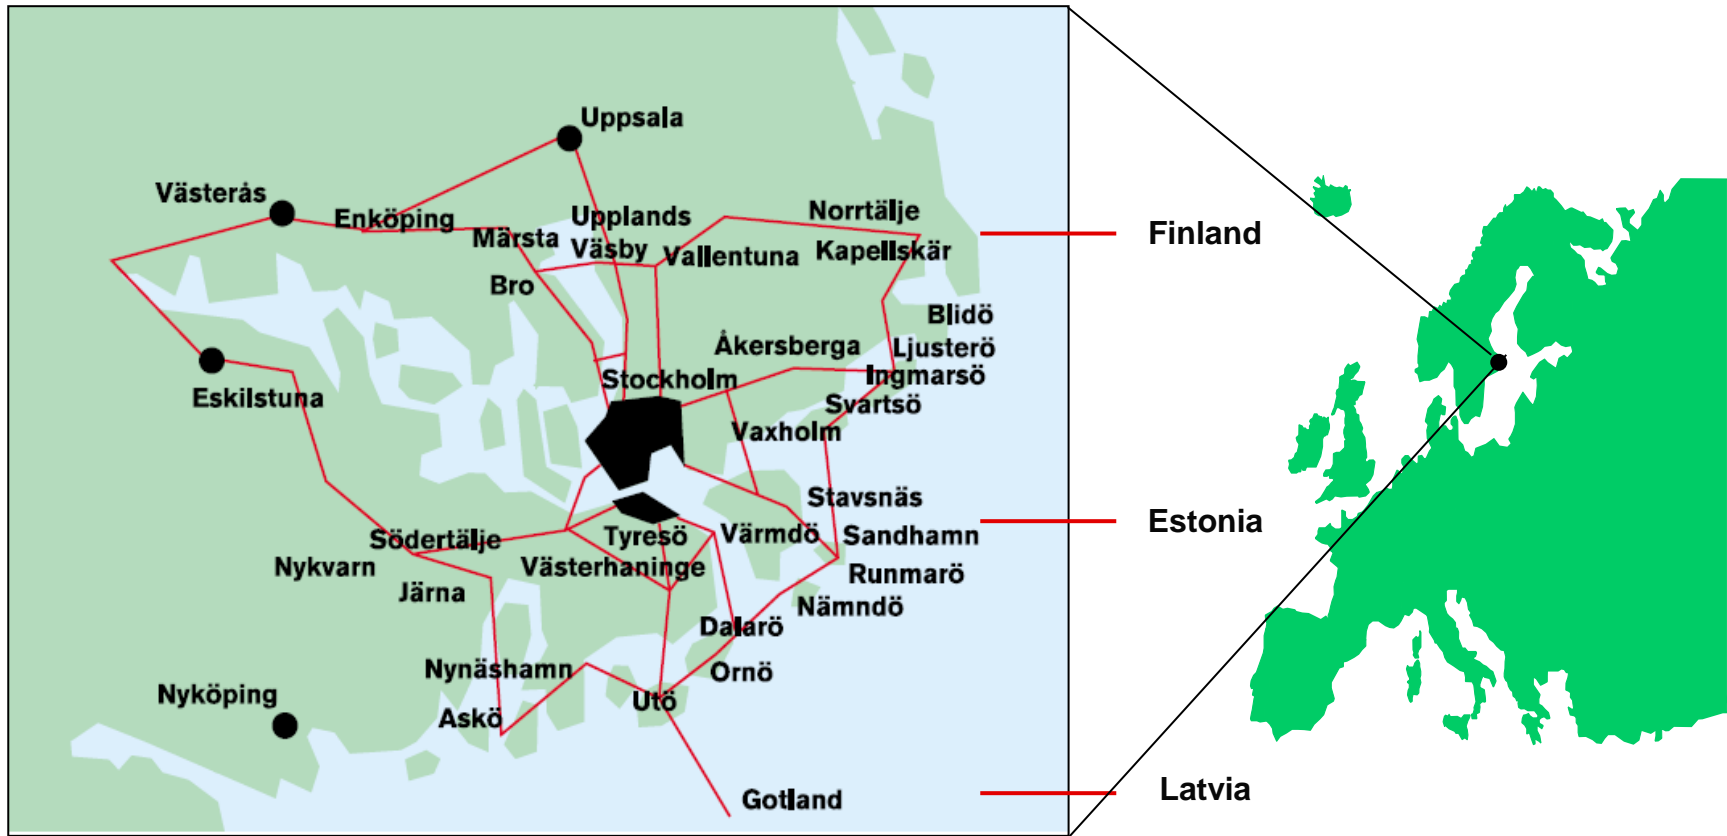 Uppsala
Västerås
Enköping
Märsta
Upplands
Väsby
Norrtälje
Vallentuna
Kapellskär
Bro
Finland
Blidö
Åkersberga
Ljusterö
Stockholm
Ingmarsö
Eskilstuna
Svartsö
Vaxholm
Stavsnäs
Estonia
Södertälje
Tyresö
Värmdö
Sandhamn
Nykvarn
Västerhaninge
Runmarö
Järna
Nämndö
Dalarö
Nynäshamn
Ornö
Nyköping
Utö
Askö
Gotland
Latvia